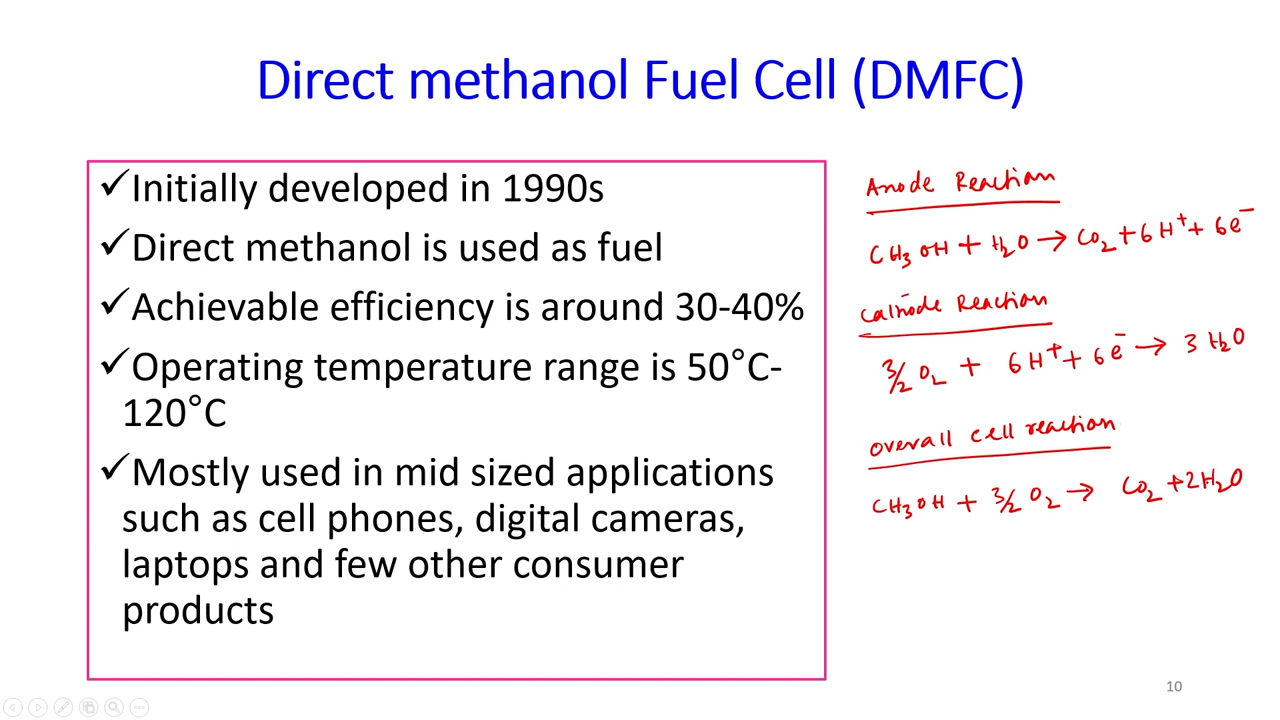 Direct methanol Fuel Cell (DMFC)
✓Initially developed in 1990s
✓Direct methanol is used as fuel
✓Achievable efficiency is around 30-40%
✓Operating temperature range is 50°C-
120°C
✓Mostly used in mid sized applications
such as cell phones, digital cameras,
laptops and few other consumer
products
Anode Reaction
CH₃OH + H₂O → CO₂ + 6H⁺ + 6e⁻
Cathode Reaction
3/2 O₂ + 6H⁺ + 6e⁻ → 3 H₂O
Overall cell reaction
CH₃OH + 3/2 O₂ → CO₂ + 2H₂O
10